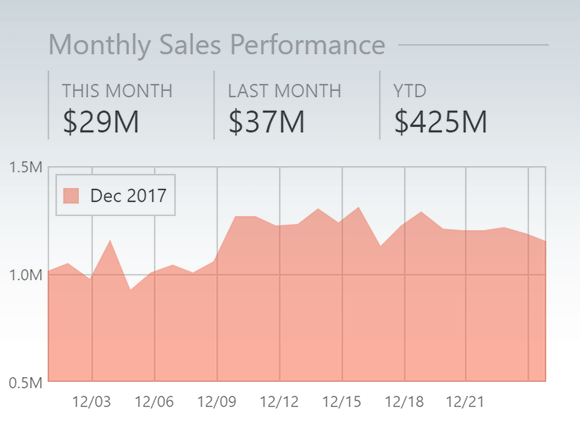 Monthly Sales Performance
THIS MONTH LAST MONTH YTD
$29M $37M $425M
1.5M
Dec 2017
1.0M
0.5M
12/03 12/06 12/09 12/12 12/15 12/18 12/21